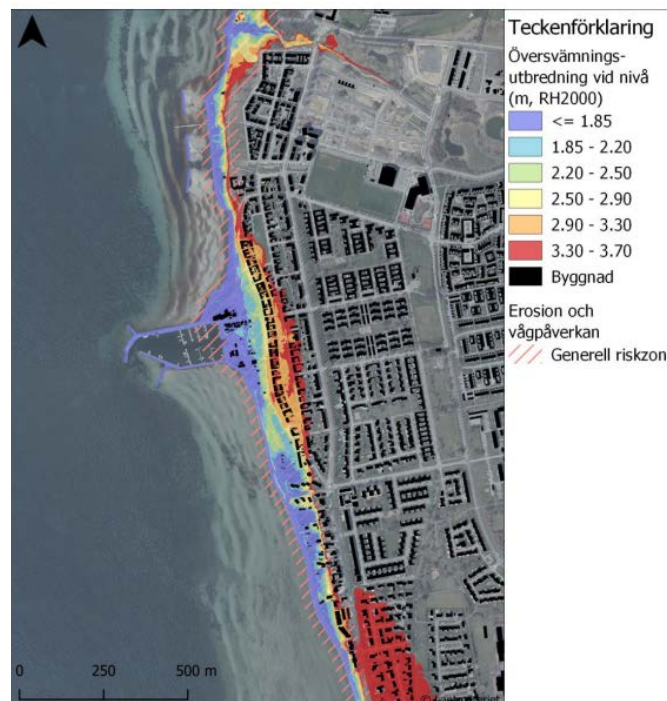 Teckenförklaring
Översvämnings-
utbredning vid nivå
(m, RH2000)
<= 1.85
1.85 - 2.20
2.20 - 2.50
2.50 - 2.90
2.90 - 3.30
3.30 - 3.70
Byggnad
Erosion och
vågpåverkan
Generell riskzon
0 250 500 m